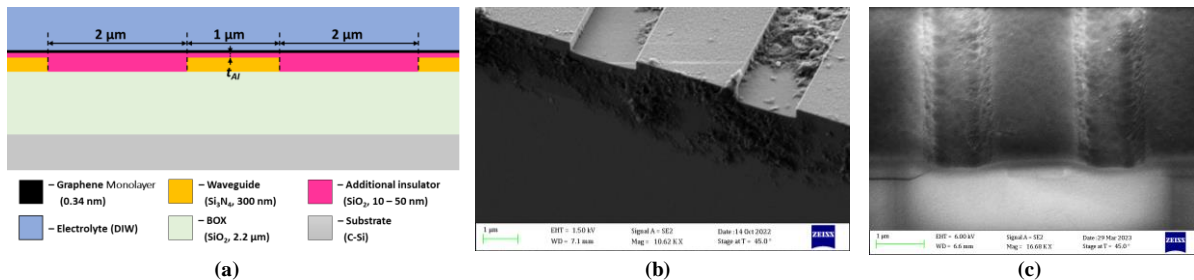 2 µm
1 µm
2 µm
t_Al
– Graphene Monolayer
(0.34 nm)
– Waveguide
(Si₃N₄, 300 nm)
– Additional insulator
(SiO₂, 10 – 50 nm)
– Electrolyte (DIW)
– BOX
(SiO₂, 2.2 µm)
– Substrate
(C-Si)
(a)
1 µm
EHT = 1.50 kV
WD = 7.1 mm
Signal A = SE2
Mag = 10.62 K X
Date :14 Oct 2022
Stage at T = 45.0 °
ZEISS
(b)
1 µm
EHT = 6.00 kV
WD = 6.6 mm
Signal A = SE2
Mag = 16.68 K X
Date :29 Mar 2023
Stage at T = 45.0 °
ZEISS
(c)